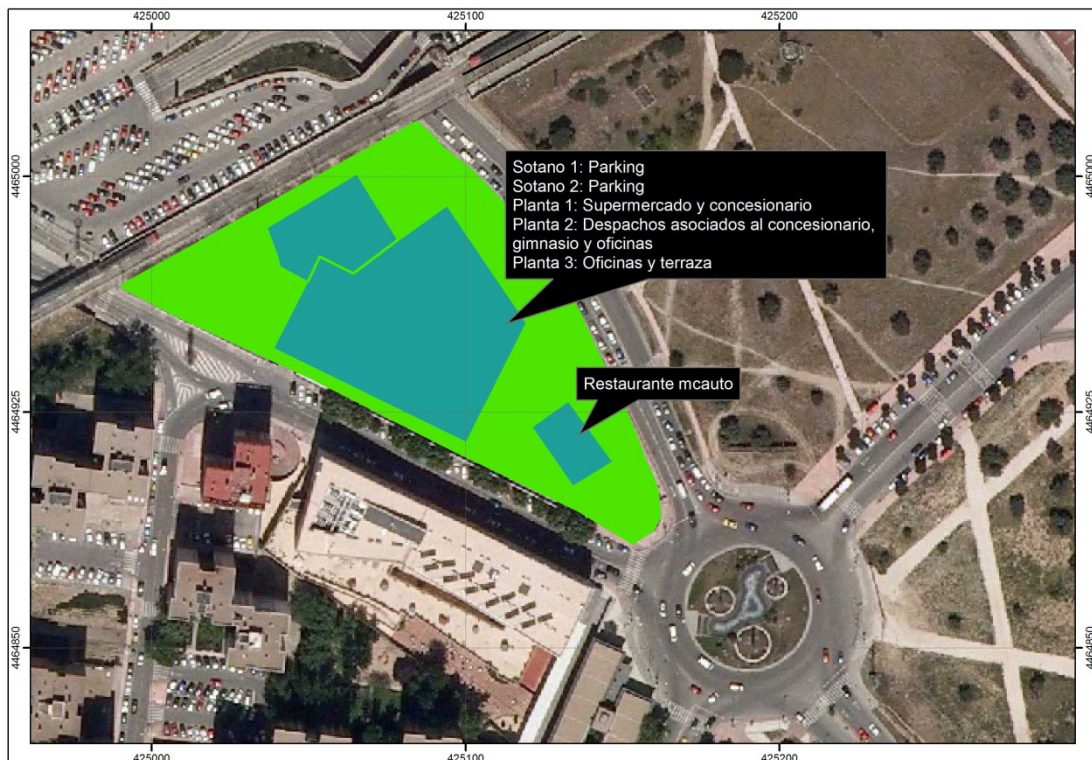 425000
425100
425200
4465000
4465000
Sotano 1: Parking
Sotano 2: Parking
Planta 1: Supermercado y concesionario
Planta 2: Despachos asociados al concesionario,
gimnasio y oficinas
Planta 3: Oficinas y terraza
Restaurante mcauto
4464925
4464925
4464850
4464850
425000
425100
425200